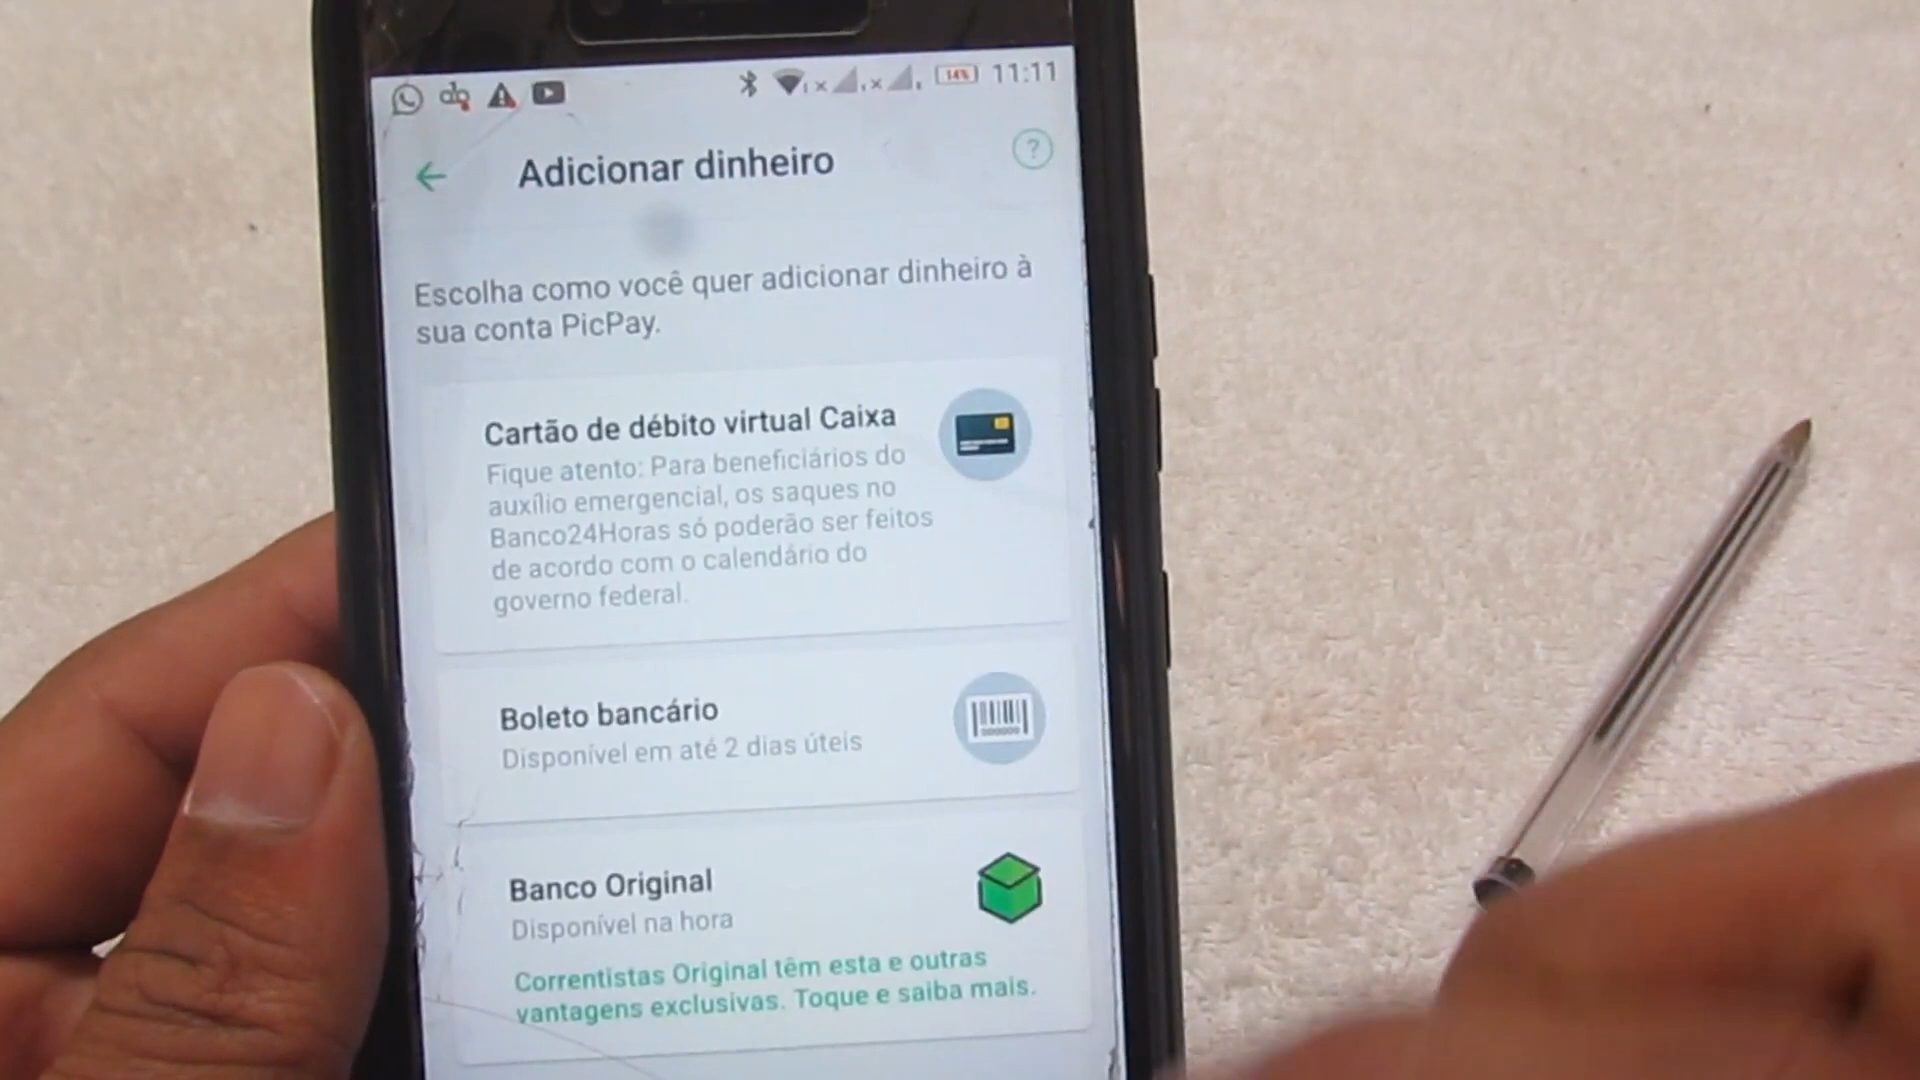 14% 11:11
Adicionar dinheiro
?
Escolha como você quer adicionar dinheiro à
sua conta PicPay.
Cartão de débito virtual Caixa
Fique atento: Para beneficiários do
auxílio emergencial, os saques no
Banco24Horas só poderão ser feitos
de acordo com o calendário do
governo federal.
Boleto bancário
Disponível em até 2 dias úteis
Banco Original
Disponível na hora
Correntistas Original têm esta e outras
vantagens exclusivas. Toque e saiba mais.